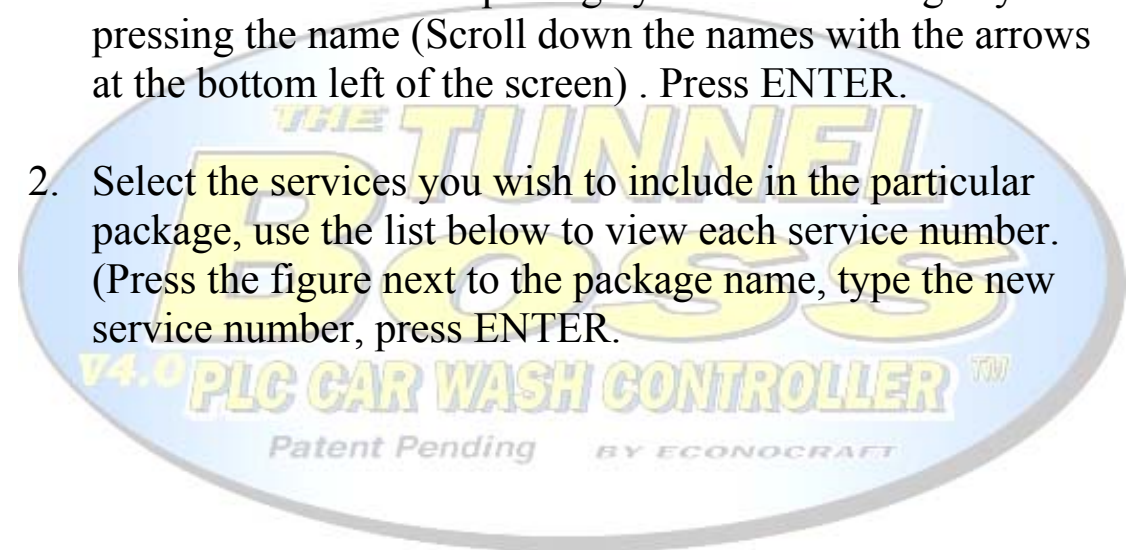 pressing the name (Scroll down the names with the arrows
at the bottom left of the screen) . Press ENTER.
THE TUNNEL
2. Select the services you wish to include in the particular
package, use the list below to view each service number.
BOSS
(Press the figure next to the package name, type the new
service number, press ENTER.
V4.0 PLC CAR WASH CONTROLLER TM
Patent Pending BY ECONOCRAFT